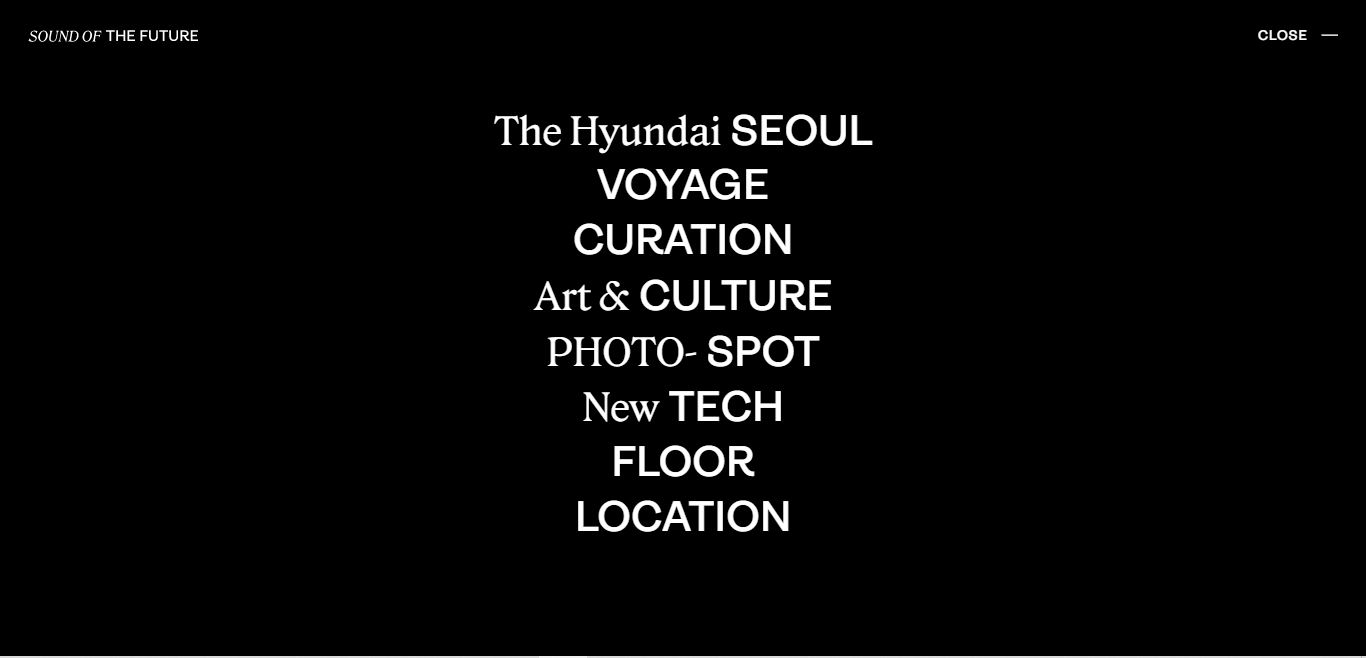 SOUND OF THE FUTURE
CLOSE
The Hyundai SEOUL
VOYAGE
CURATION
Art & CULTURE
PHOTO- SPOT
New TECH
FLOOR
LOCATION